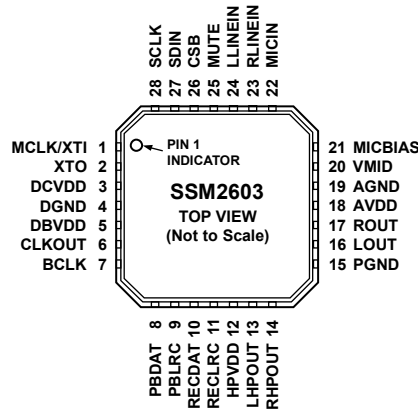 28 SCLK
27 SDIN
26 CSB
25 MUTE
24 LLINEIN
23 RLINEIN
22 MICIN
MCLK/XTI 1
XTO 2
DCVDD 3
DGND 4
DBVDD 5
CLKOUT 6
BCLK 7
PIN 1
INDICATOR
SSM2603
TOP VIEW
(Not to Scale)
21 MICBIAS
20 VMID
19 AGND
18 AVDD
17 ROUT
16 LOUT
15 PGND
PBDAT 8
PBLRC 9
RECDAT 10
RECLRC 11
HPVDD 12
LHPOUT 13
RHPOUT 14